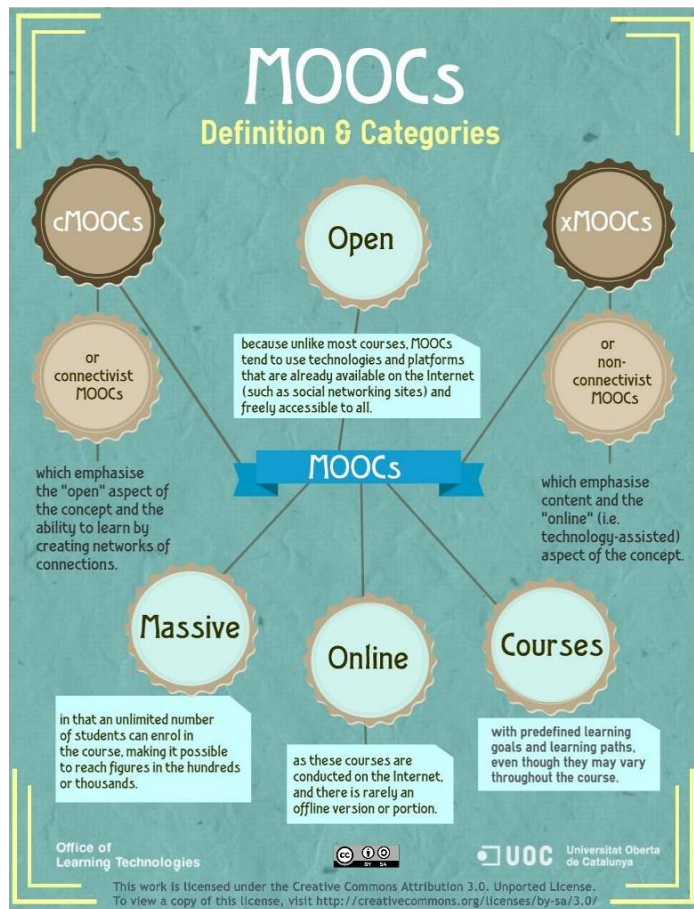 MOOCs
Definition & Categories
cMOOCs
or
connectivist
MOOCs
which emphasise
the "open" aspect of
the concept and the
ability to learn by
creating networks of
connections.
Open
because unlike most courses, MOOCs
tend to use technologies and platforms
that are already available on the Internet
(such as social networking sites) and
freely accessible to all.
xMOOCs
or
non-
connectivist
MOOCs
which emphasise
content and the
"online" (i.e.
technology-assisted)
aspect of the concept.
MOOCs
Massive
in that an unlimited number
of students can enrol in
the course, making it possible
to reach figures in the hundreds
or thousands.
Online
as these courses are
conducted on the Internet,
and there is rarely an
offline version or portion.
Courses
with predefined learning
goals and learning paths,
even though they may vary
throughout the course.
Office of
Learning Technologies
cc
BY SA
UOC
Universitat Oberta
de Catalunya
This work is licensed under the Creative Commons Attribution 3.0. Unported License.
To view a copy of this license, visit http://creativecommons.org/licenses/by-sa/3.0/